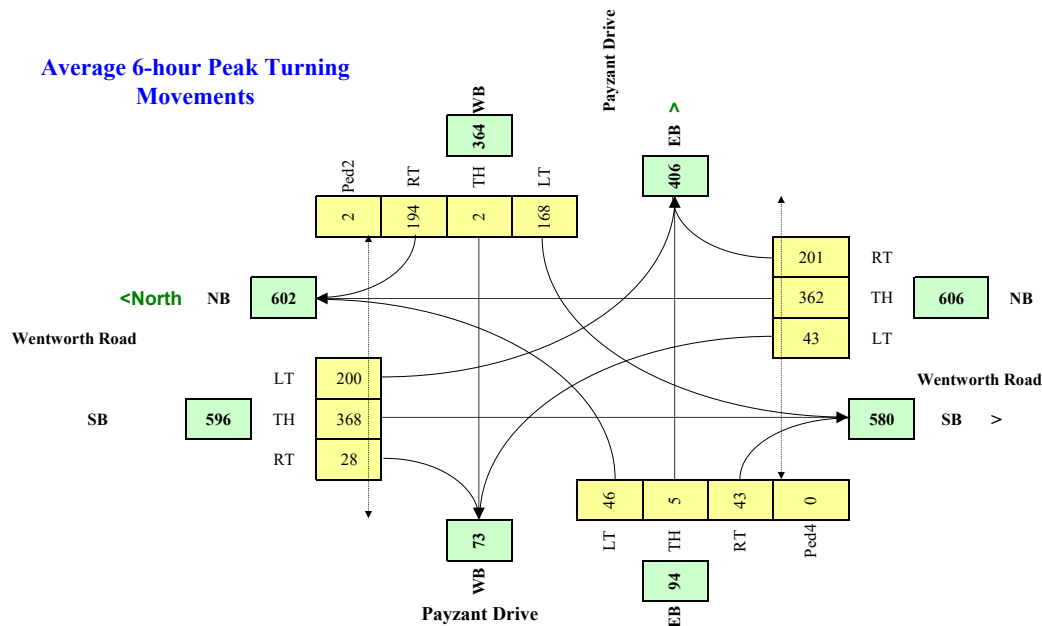 Average 6-hour Peak Turning
Movements
Payzant Drive
WB
364
EB >
406
Ped2
RT
TH
LT
2
194
2
168
201
RT
<North
NB
602
362
TH
606
NB
Wentworth Road
43
LT
LT
200
Wentworth Road
SB
596
TH
368
580
SB
>
RT
28
46
5
43
0
73
LT
TH
RT
Ped4
WB
94
EB
Payzant Drive